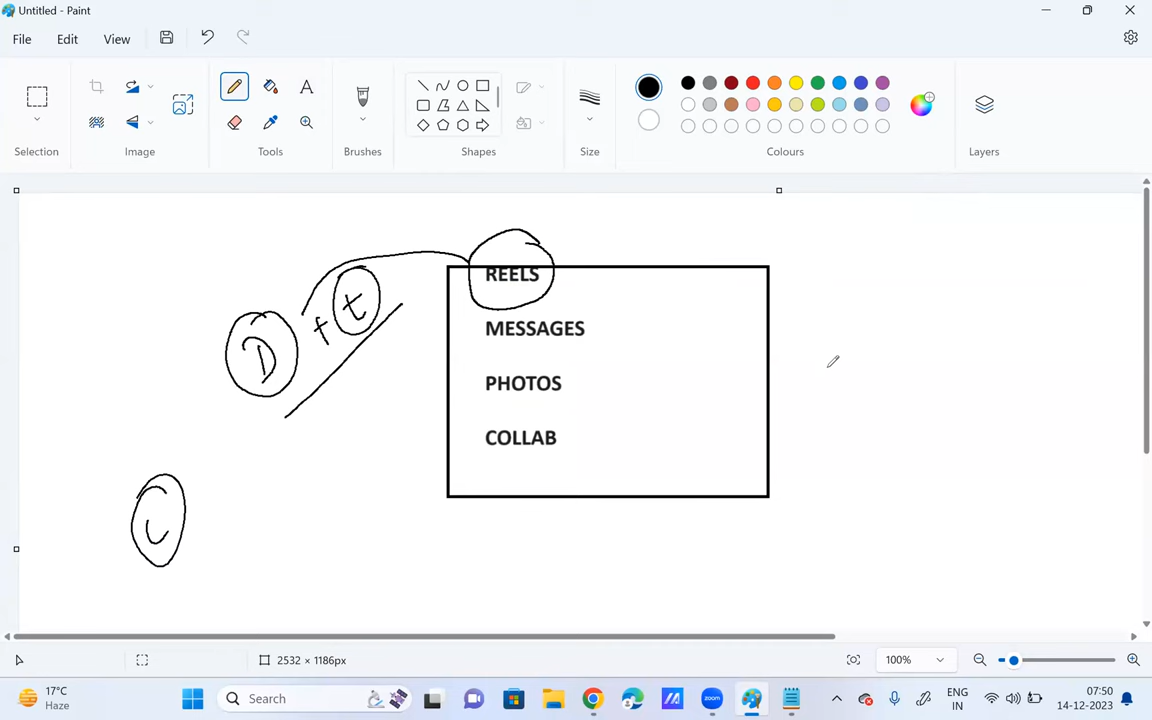 Untitled - Paint
File Edit View
Selection Image Tools Brushes Shapes Size Colours Layers
REELS
D + t
MESSAGES
PHOTOS
COLLAB
C
2532 × 1186px
100%
17°C
Haze
Search
zoom
ENG
IN
07:50
14-12-2023